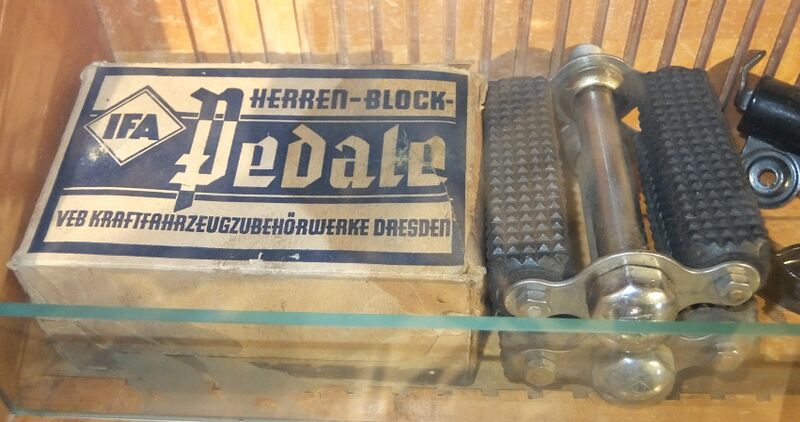 IFA
HERREN-BLOCK-
Pedale
VEB KRAFTFAHRZEUGZUBEHÖRWERKE DRESDEN